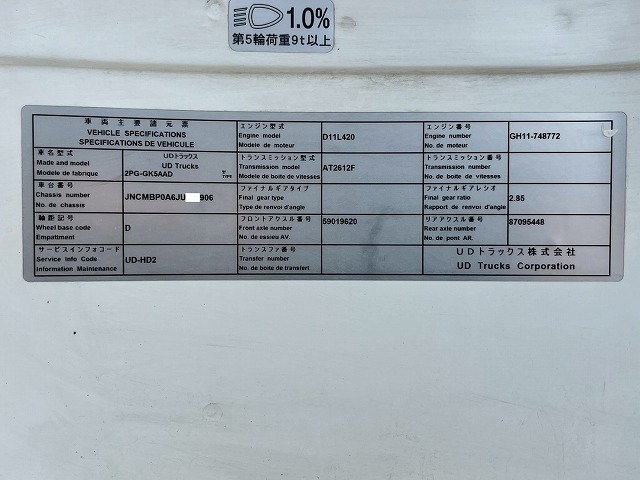 1.0%
第5輪荷重9t以上
車両主要諸元票
VEHICLE SPECIFICATIONS
SPECIFICATIONS DE VEHICULE
エンジン型式
Engine model
Modele de moteur
D11L420
エンジン番号
Engine number
No. de moteur
GH11-748772
車名型式
Made and model
Modele de fabrique
UDトラックス
UD Trucks
2PG-GK5AAD
TYPE
トランスミッション型式
Transmission model
Modele de boite de vitesses
AT2612F
トランスミッション番号
Transmission number
No. de boite de vitesses
車台番号
Chassis number
No. de chassis
JNCMBP0A6JU 906
ファイナルギアタイプ
Final gear type
Type de renvoi d'angle
ファイナルギアレシオ
Final gear ratio
Rapport de renvoi d'angle
2.85
軸距記号
Wheel base code
Empattement
D
フロントアクスル番号
Front axle number
No. de essieu AV.
59019620
リアアクスル番号
Rear axle number
No. de pont AR.
87095448
サービスインフォコード
Service Info Code
Information Maintenance
UD-HD2
トランスファ番号
Transfer number
No. de boite de transfert
UDトラックス株式会社
UD Trucks Corporation